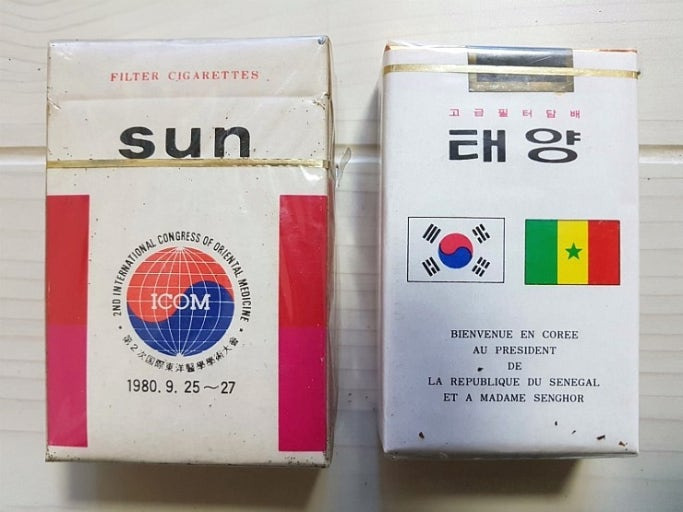 FILTER CIGARETTES
sun
2ND INTERNATIONAL CONGRESS OF ORIENTAL MEDICINE
ICOM
第2次国際東洋醫學學術大會
1980. 9. 25～27
고급필터담배
태양
BIENVENUE EN COREE
AU PRESIDENT
DE
LA REPUBLIQUE DU SENEGAL
ET A MADAME SENGHOR